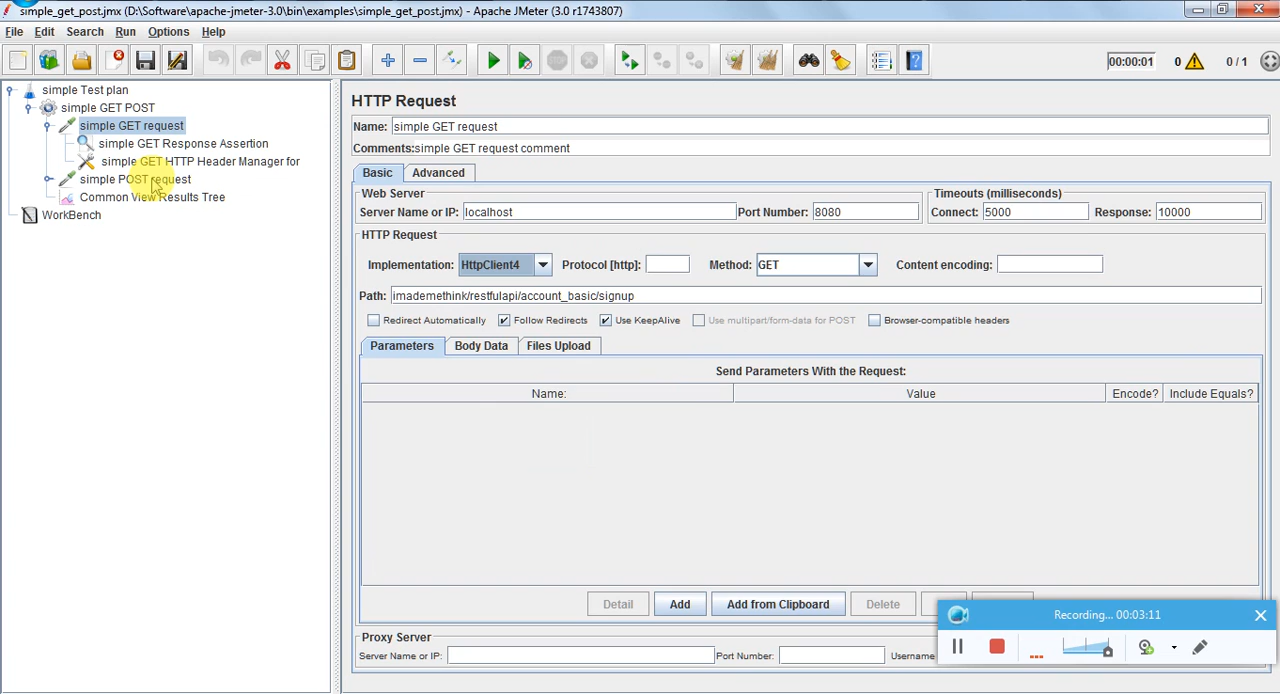 simple_get_post.jmx (D:\Software\apache-jmeter-3.0\bin\examples\simple_get_post.jmx) - Apache JMeter (3.0 r1743807)
File Edit Search Run Options Help
00:00:01 0 0 / 1
simple Test plan
simple GET POST
simple GET request
simple GET Response Assertion
simple GET HTTP Header Manager for
simple POST request
Common View Results Tree
WorkBench
HTTP Request
Name: simple GET request
Comments: simple GET request comment
Basic Advanced
Web Server
Server Name or IP: localhost Port Number: 8080
Timeouts (milliseconds)
Connect: 5000 Response: 10000
HTTP Request
Implementation: HttpClient4 Protocol [http]: Method: GET Content encoding:
Path: imademethink/restfulapi/account_basic/signup
Redirect Automatically Follow Redirects Use KeepAlive Use multipart/form-data for POST Browser-compatible headers
Parameters Body Data Files Upload
Send Parameters With the Request:
Name: Value Encode? Include Equals?
Detail Add Add from Clipboard Delete
Proxy Server
Server Name or IP: Port Number: Username
Recording... 00:03:11